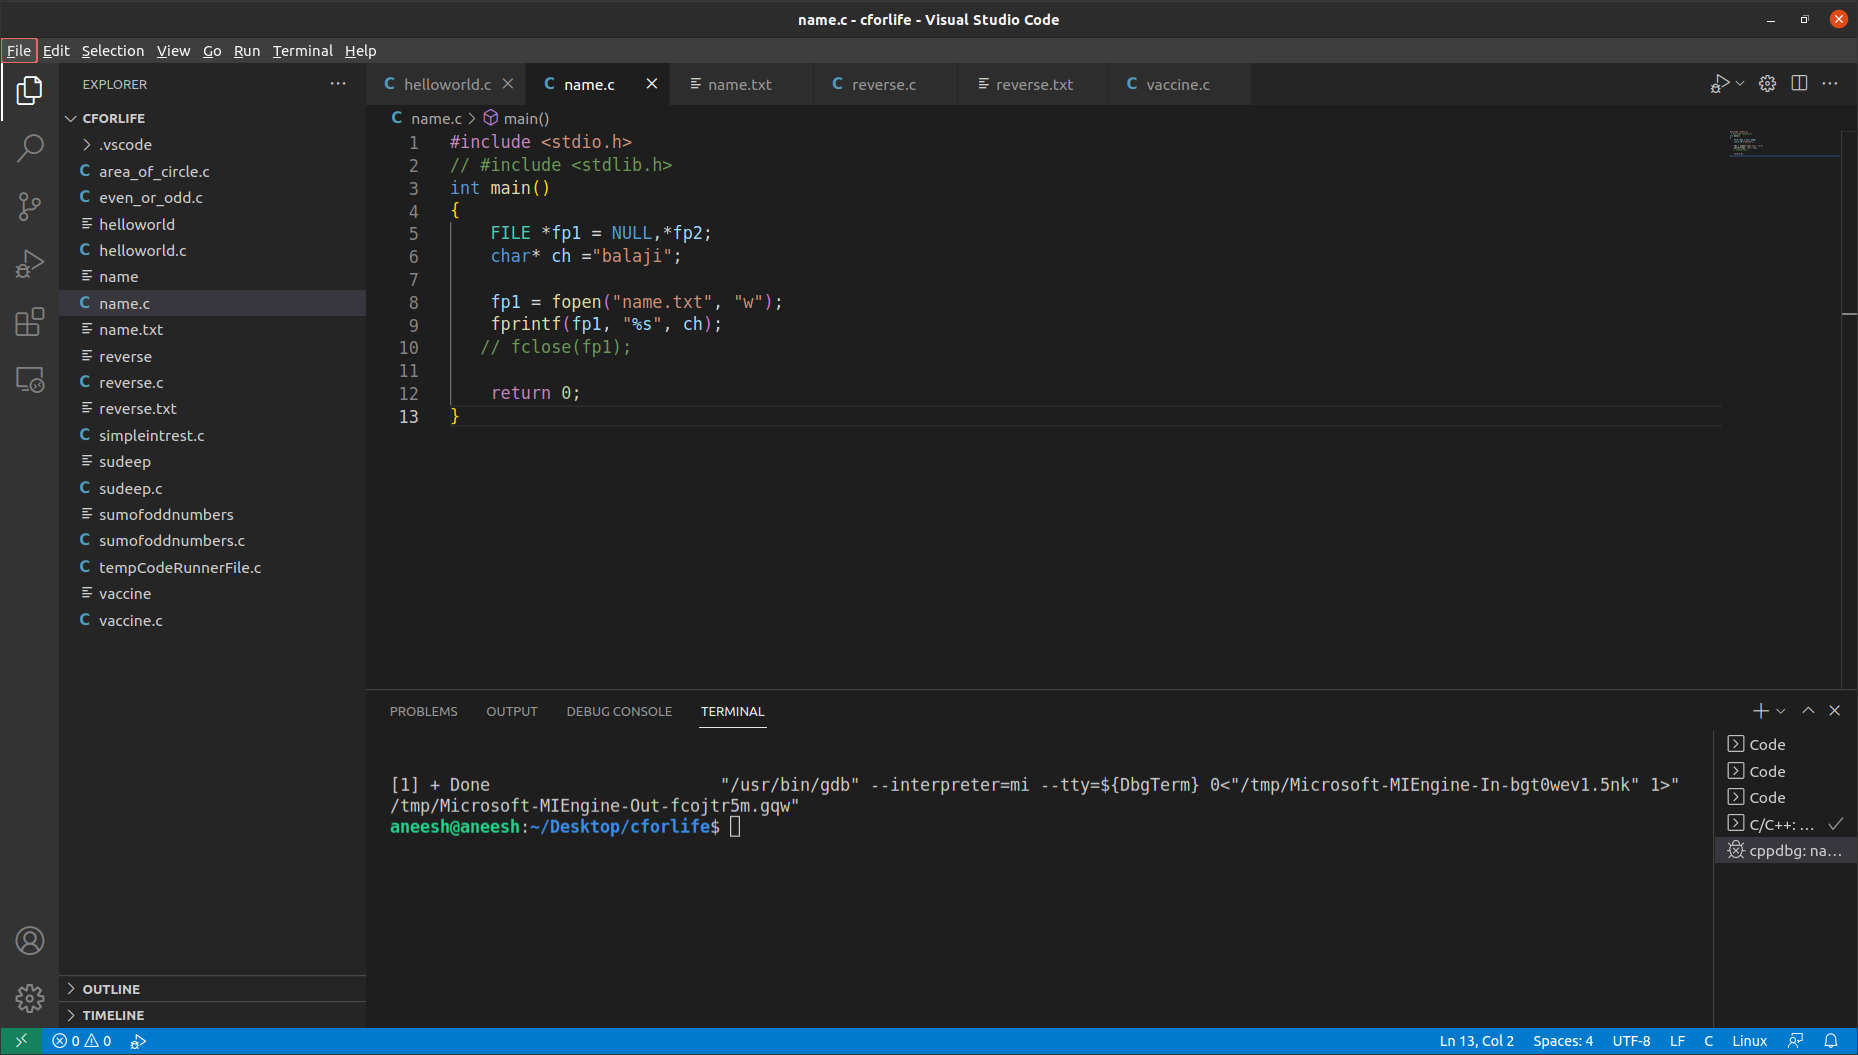 name.c - cforlife - Visual Studio Code
File Edit Selection View Go Run Terminal Help
EXPLORER
helloworld.c name.c name.txt reverse.c reverse.txt vaccine.c
CFORLIFE
.vscode
area_of_circle.c
even_or_odd.c
helloworld
helloworld.c
name
name.c
name.txt
reverse
reverse.c
reverse.txt
simpleintrest.c
sudeep
sudeep.c
sumofoddnumbers
sumofoddnumbers.c
tempCodeRunnerFile.c
vaccine
vaccine.c
OUTLINE
TIMELINE
name.c > main()
1 #include <stdio.h>
2 // #include <stdlib.h>
3 int main()
4 {
5 FILE *fp1 = NULL,*fp2;
6 char* ch ="balaji";
7
8 fp1 = fopen("name.txt", "w");
9 fprintf(fp1, "%s", ch);
10 // fclose(fp1);
11
12 return 0;
13 }
PROBLEMS OUTPUT DEBUG CONSOLE TERMINAL
[1] + Done "/usr/bin/gdb" --interpreter=mi --tty=${DbgTerm} 0<"/tmp/Microsoft-MIEngine-In-bgt0wev1.5nk" 1>"
/tmp/Microsoft-MIEngine-Out-fcojtr5m.gqw"
aneesh@aneesh:~/Desktop/cforlife$
Code
Code
Code
C/C++: ...
cppdbg: na...
0 0 Ln 13, Col 2 Spaces: 4 UTF-8 LF C Linux